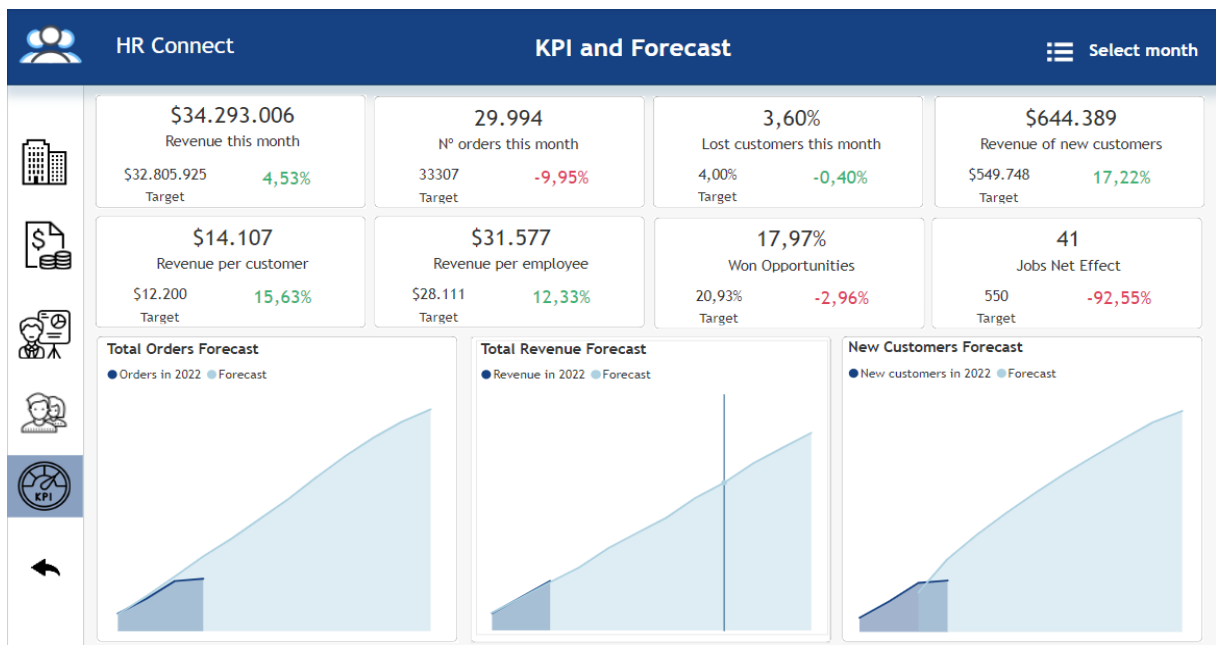 HR Connect
KPI and Forecast
Select month
$34.293.006
Revenue this month
$32.805.925
Target
4,53%
29.994
Nº orders this month
33307
Target
-9,95%
3,60%
Lost customers this month
4,00%
Target
-0,40%
$644.389
Revenue of new customers
$549.748
Target
17,22%
$14.107
Revenue per customer
$12.200
Target
15,63%
$31.577
Revenue per employee
$28.111
Target
12,33%
17,97%
Won Opportunities
20,93%
Target
-2,96%
41
Jobs Net Effect
550
Target
-92,55%
KPI
Total Orders Forecast
Orders in 2022 Forecast
Total Revenue Forecast
Revenue in 2022 Forecast
New Customers Forecast
New customers in 2022 Forecast